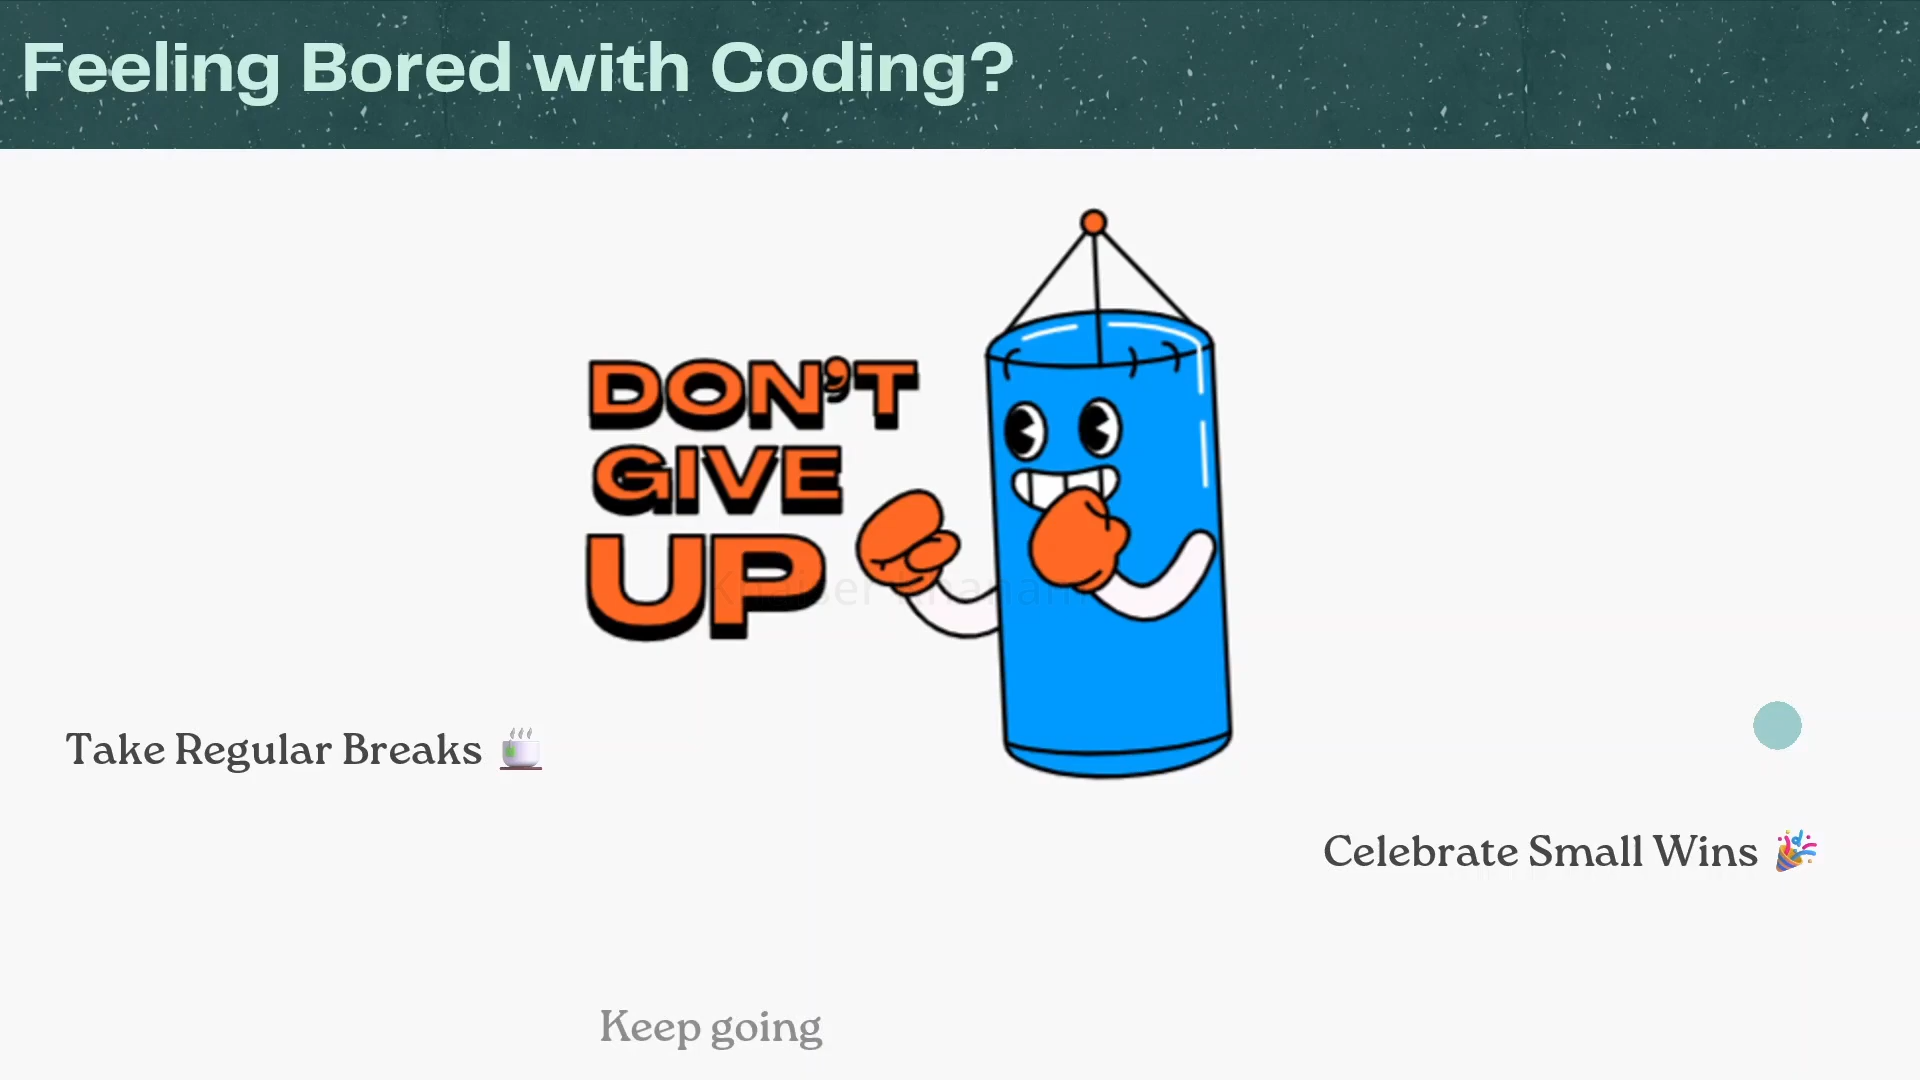 Feeling Bored with Coding?
DON'T
GIVE
UP
Take Regular Breaks
Celebrate Small Wins
Keep going